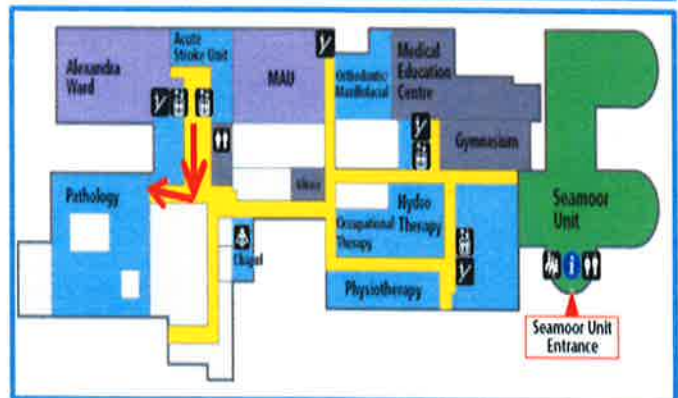 Acute
Stroke Unit
Alexandra
Ward
MAU
Orthodontic
Maxillofacial
Medical
Education
Centre
Gymnasium
Pathology
Hydro
Therapy
Occupational
Therapy
Chapel
Physiotherapy
Seamoor
Unit
i
Seamoor Unit
Entrance